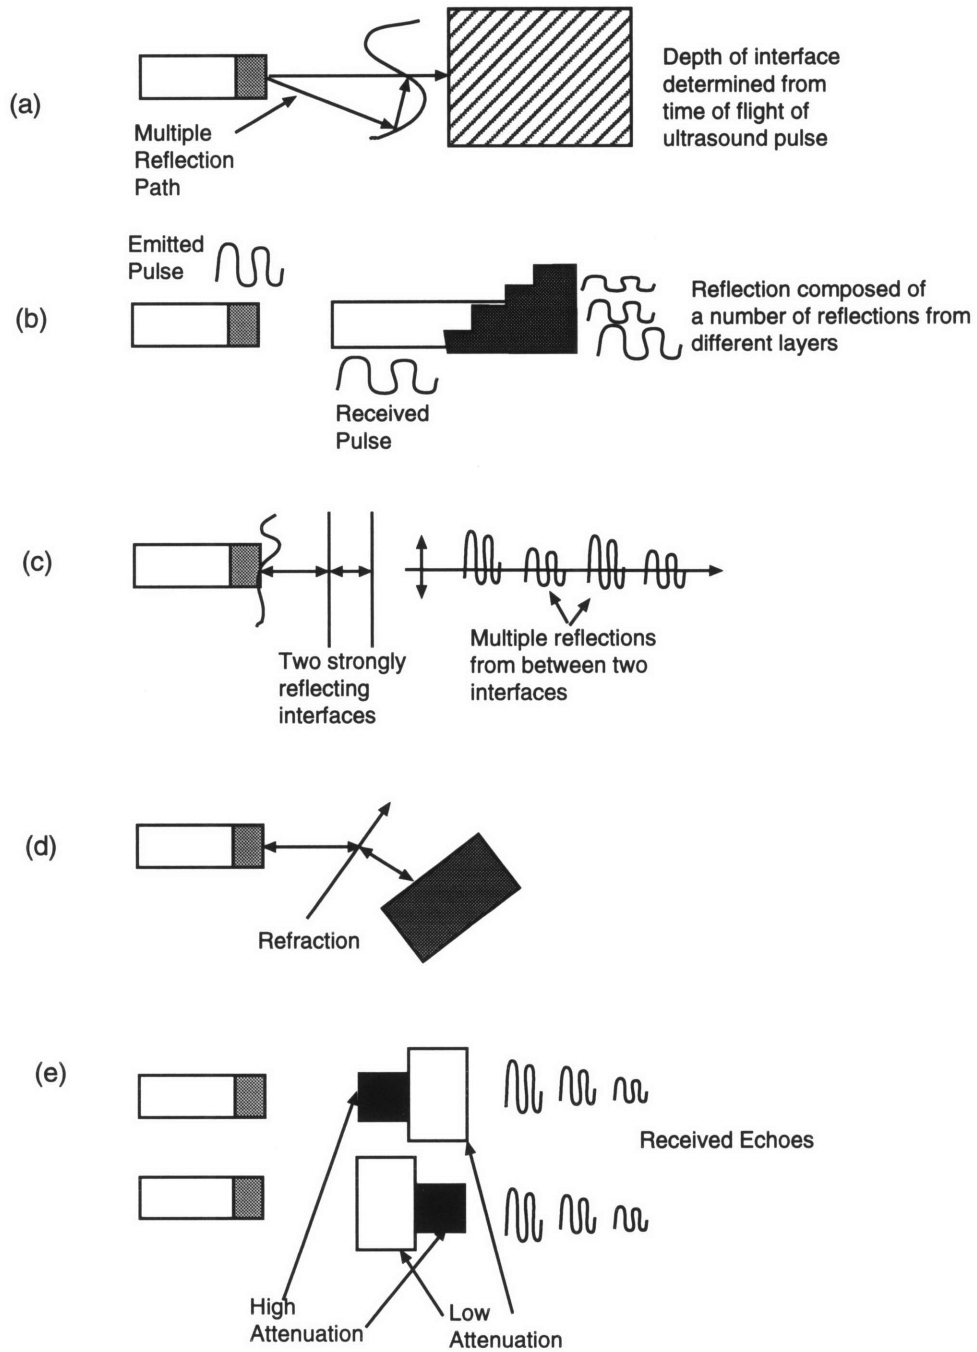 (a)
Multiple
Reflection
Path
Depth of interface
determined from
time of flight of
ultrasound pulse
(b)
Emitted
Pulse
Received
Pulse
Reflection composed of
a number of reflections from
different layers
(c)
Two strongly
reflecting
interfaces
Multiple reflections
from between two
interfaces
(d)
Refraction
(e)
Received Echoes
High
Attenuation
Low
Attenuation